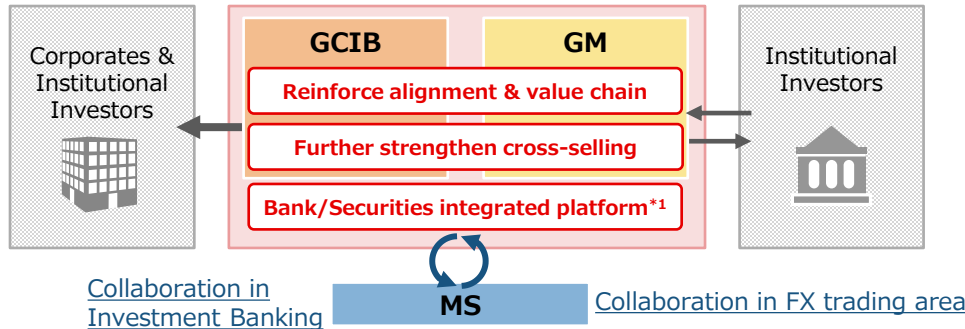 Corporates &
Institutional
Investors
GCIB
GM
Reinforce alignment & value chain
Further strengthen cross-selling
Bank/Securities integrated platform*1
Institutional
Investors
Collaboration in
Investment Banking
MS
Collaboration in FX trading area